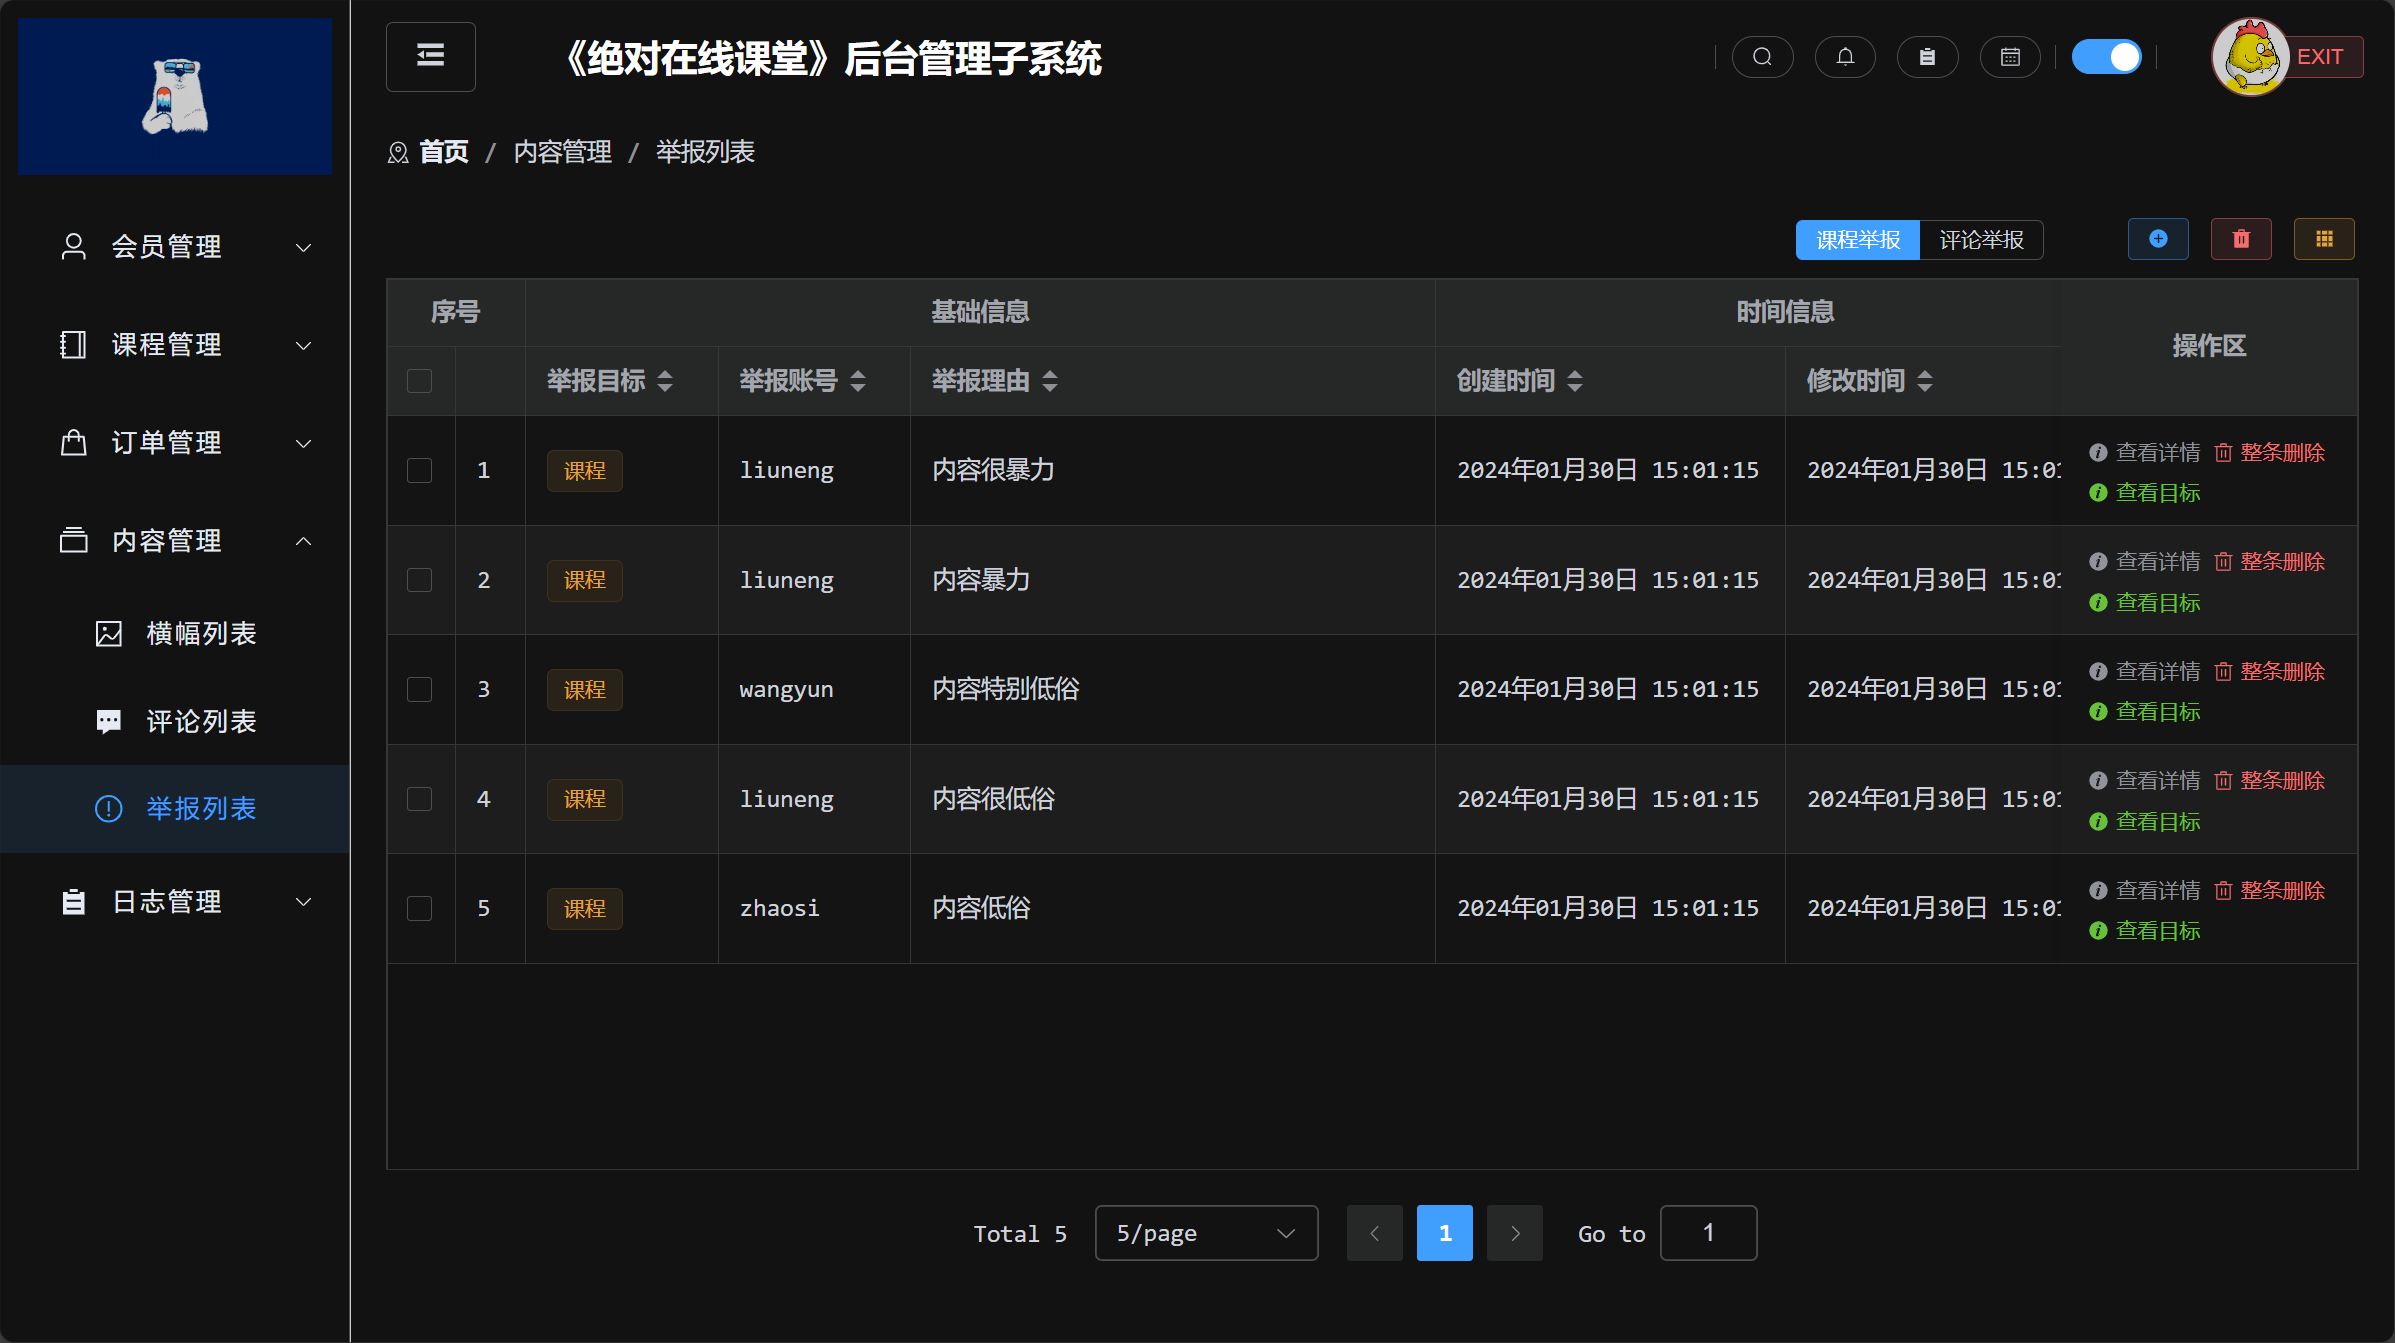 《绝对在线课堂》后台管理子系统
EXIT
首页 / 内容管理 / 举报列表
会员管理
课程管理
订单管理
内容管理
横幅列表
评论列表
举报列表
日志管理
课程举报 评论举报
序号 基础信息 时间信息 操作区
举报目标 举报账号 举报理由 创建时间 修改时间
1 课程 liuneng 内容很暴力 2024年01月30日 15:01:15 2024年01月30日 15:01 查看详情 整条删除
查看目标
2 课程 liuneng 内容暴力 2024年01月30日 15:01:15 2024年01月30日 15:01 查看详情 整条删除
查看目标
3 课程 wangyun 内容特别低俗 2024年01月30日 15:01:15 2024年01月30日 15:01 查看详情 整条删除
查看目标
4 课程 liuneng 内容很低俗 2024年01月30日 15:01:15 2024年01月30日 15:01 查看详情 整条删除
查看目标
5 课程 zhaosi 内容低俗 2024年01月30日 15:01:15 2024年01月30日 15:01 查看详情 整条删除
查看目标
Total 5 5/page 1 Go to 1